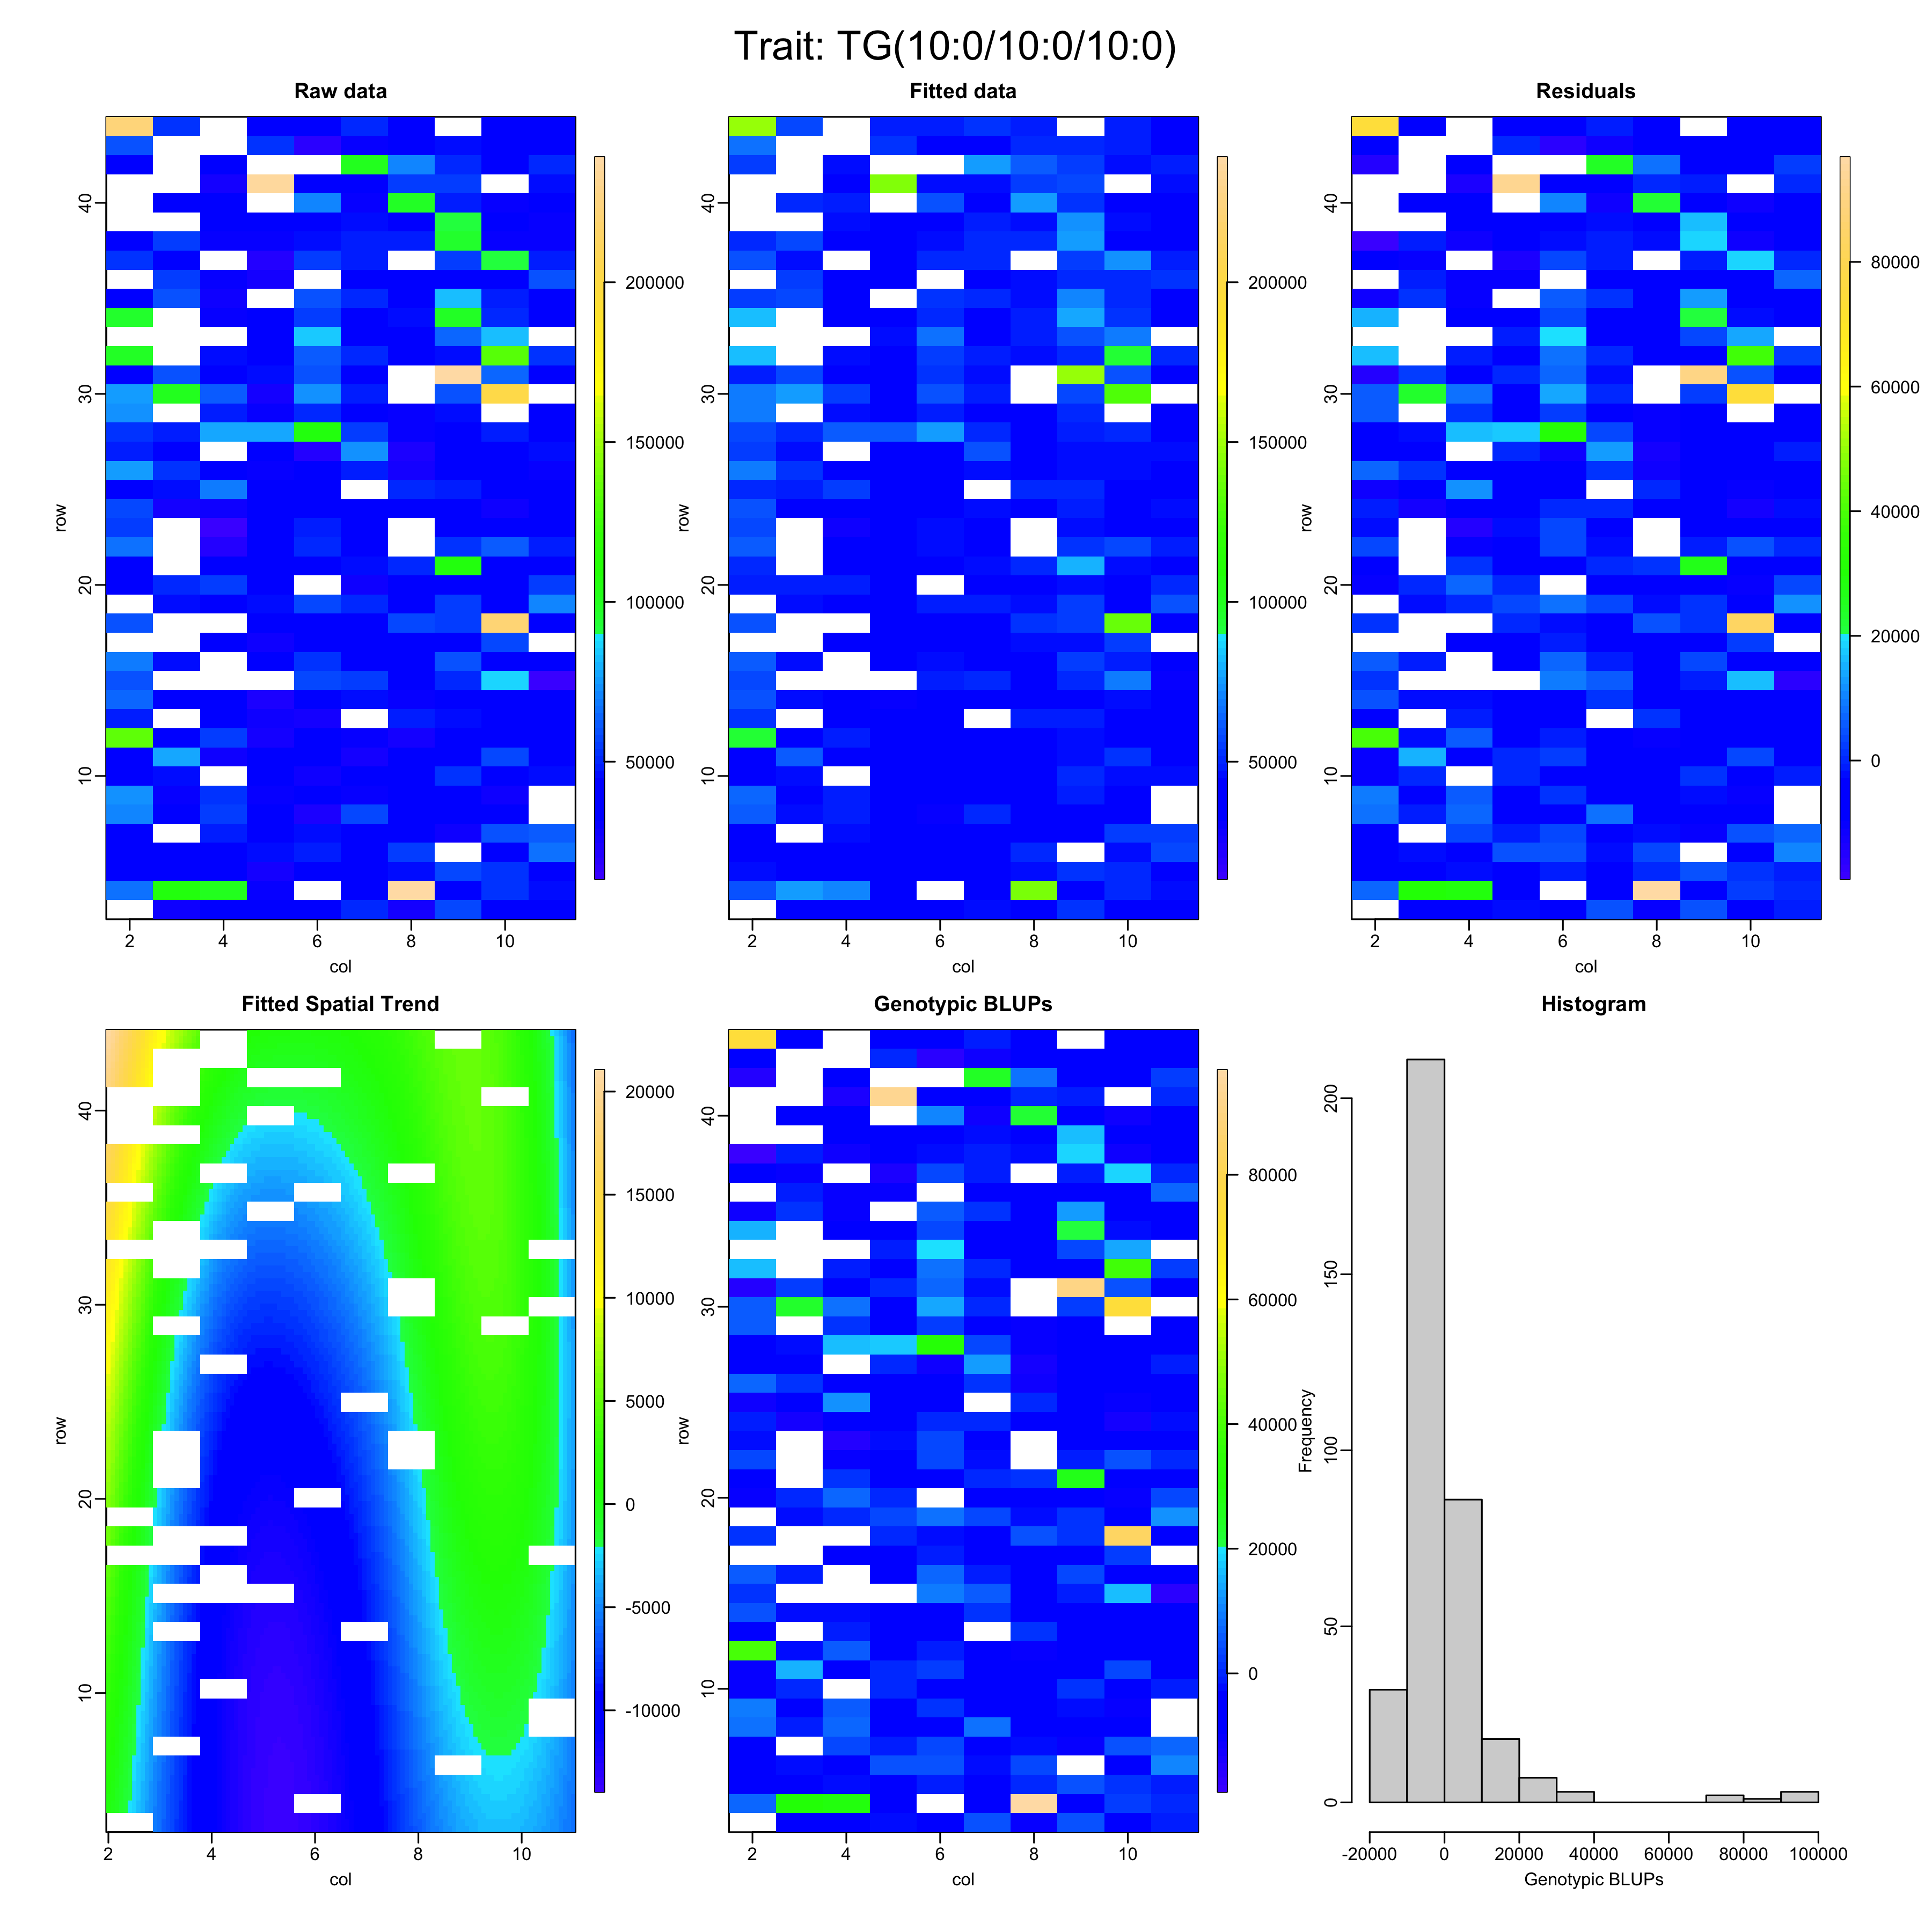 Trait: TG(10:0/10:0/10:0)
Raw data
Fitted data
Residuals
row
10
20
30
40
2 4 6 8 10
col
50000
100000
150000
200000
row
10
20
30
40
2 4 6 8 10
col
50000
100000
150000
200000
row
10
20
30
40
2 4 6 8 10
col
0
20000
40000
60000
80000
Fitted Spatial Trend
Genotypic BLUPs
Histogram
row
10
20
30
40
2 4 6 8 10
col
-10000
-5000
0
5000
10000
15000
20000
row
10
20
30
40
2 4 6 8 10
col
0
20000
40000
60000
80000
Frequency
0
50
100
150
200
-20000 0 20000 40000 60000 80000 100000
Genotypic BLUPs